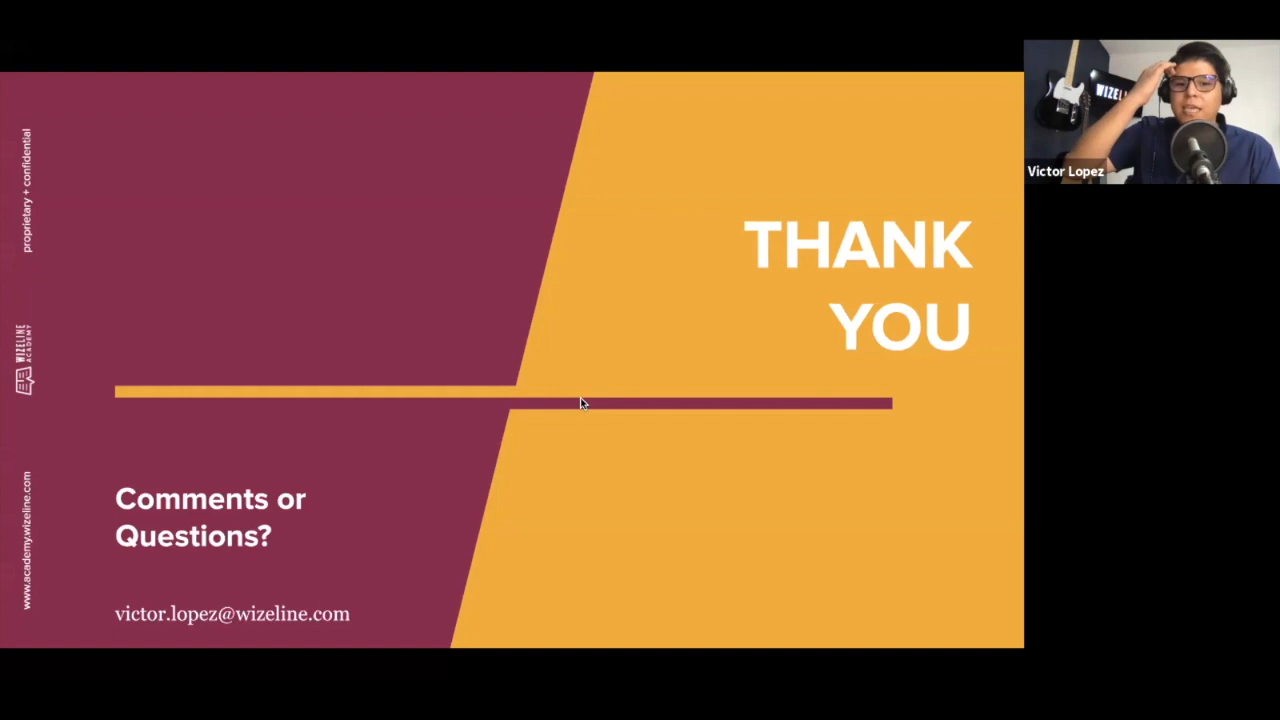 proprietary + confidential
WIZELINE
ACADEMY
www.academy.wizeline.com
THANK
YOU
Comments or
Questions?
victor.lopez@wizeline.com
Victor Lopez